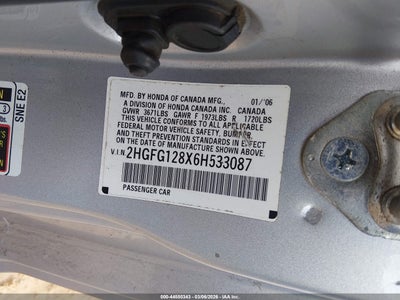 SNE E2
3
MFD. BY HONDA OF CANADA MFG., 01/'06
A DIVISION OF HONDA CANADA INC. CANADA
GVWR 3671LBS GAWR F 1973LBS R 1720LBS
THIS VEHICLE CONFORMS TO ALL APPLICABLE
FEDERAL MOTOR VEHICLE SAFETY, BUMPER,
AND THEFT PREVENTION STANDARDS IN EFFECT
ON THE DATE OF MANUFACTURE SHOWN ABOVE.
V.I.N. 2HGFG128X6H533087
PASSENGER CAR